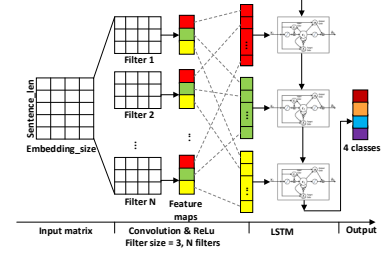 Filter 1
Sentence_len
Filter 2
Embedding_size
4 classes
...
...
Filter N
Feature
maps
Input matrix
Convolution & ReLu
Filter size = 3, N filters
LSTM
Output